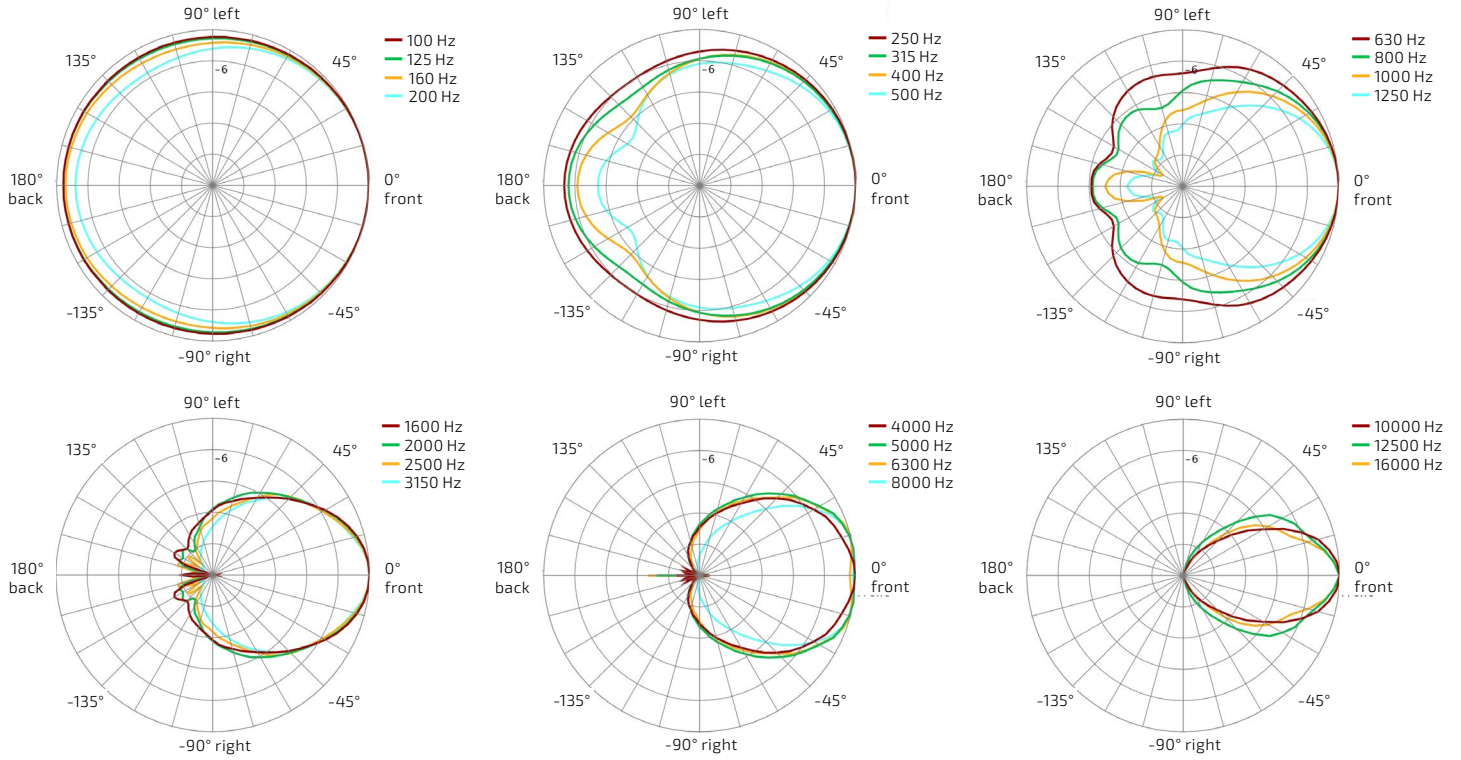 90° left
135°
45°
-6
180°
back
0°
front
-135°
-45°
-90° right
100 Hz
125 Hz
160 Hz
200 Hz
90° left
135°
45°
-6
180°
back
0°
front
-135°
-45°
-90° right
250 Hz
315 Hz
400 Hz
500 Hz
90° left
135°
45°
-6
180°
back
0°
front
-135°
-45°
-90° right
630 Hz
800 Hz
1000 Hz
1250 Hz
90° left
135°
45°
-6
180°
back
0°
front
-135°
-45°
-90° right
1600 Hz
2000 Hz
2500 Hz
3150 Hz
90° left
135°
45°
-6
180°
back
0°
front
-135°
-45°
-90° right
4000 Hz
5000 Hz
6300 Hz
8000 Hz
90° left
135°
45°
-6
180°
back
0°
front
-135°
-45°
-90° right
10000 Hz
12500 Hz
16000 Hz